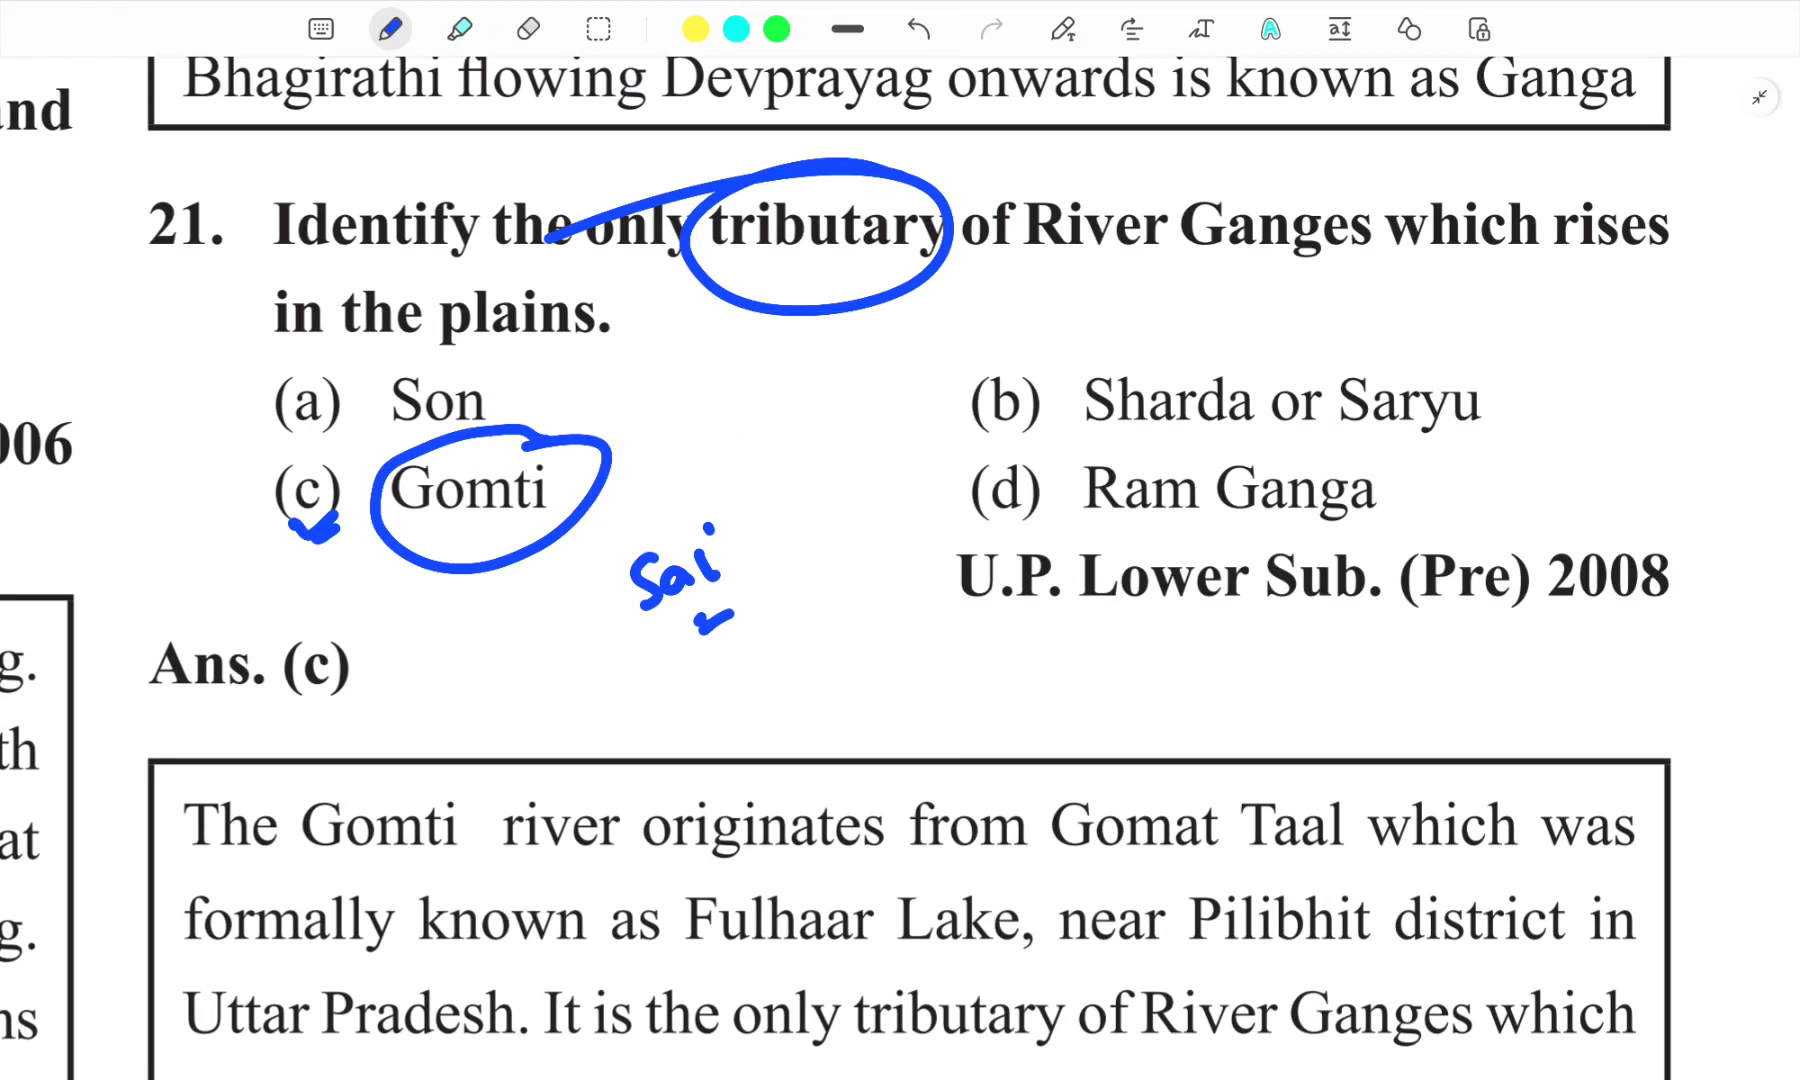 Bhagirathi flowing Devprayag onwards is known as Ganga
and
21. Identify the only tributary of River Ganges which rises
in the plains.
(a) Son (b) Sharda or Saryu
006
(c) Gomti (d) Ram Ganga
Sai
U.P. Lower Sub. (Pre) 2008
Ans. (c)
g.
th
The Gomti river originates from Gomat Taal which was
at
formally known as Fulhaar Lake, near Pilibhit district in
g.
Uttar Pradesh. It is the only tributary of River Ganges which
ns